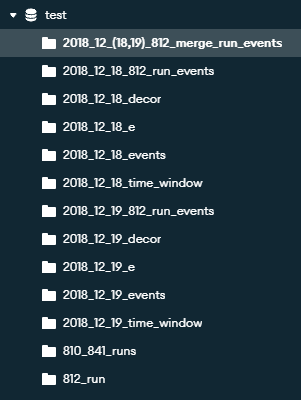 test
2018_12_(18,19)_812_merge_run_events
2018_12_18_812_run_events
2018_12_18_decor
2018_12_18_e
2018_12_18_events
2018_12_18_time_window
2018_12_19_812_run_events
2018_12_19_decor
2018_12_19_e
2018_12_19_events
2018_12_19_time_window
810_841_runs
812_run